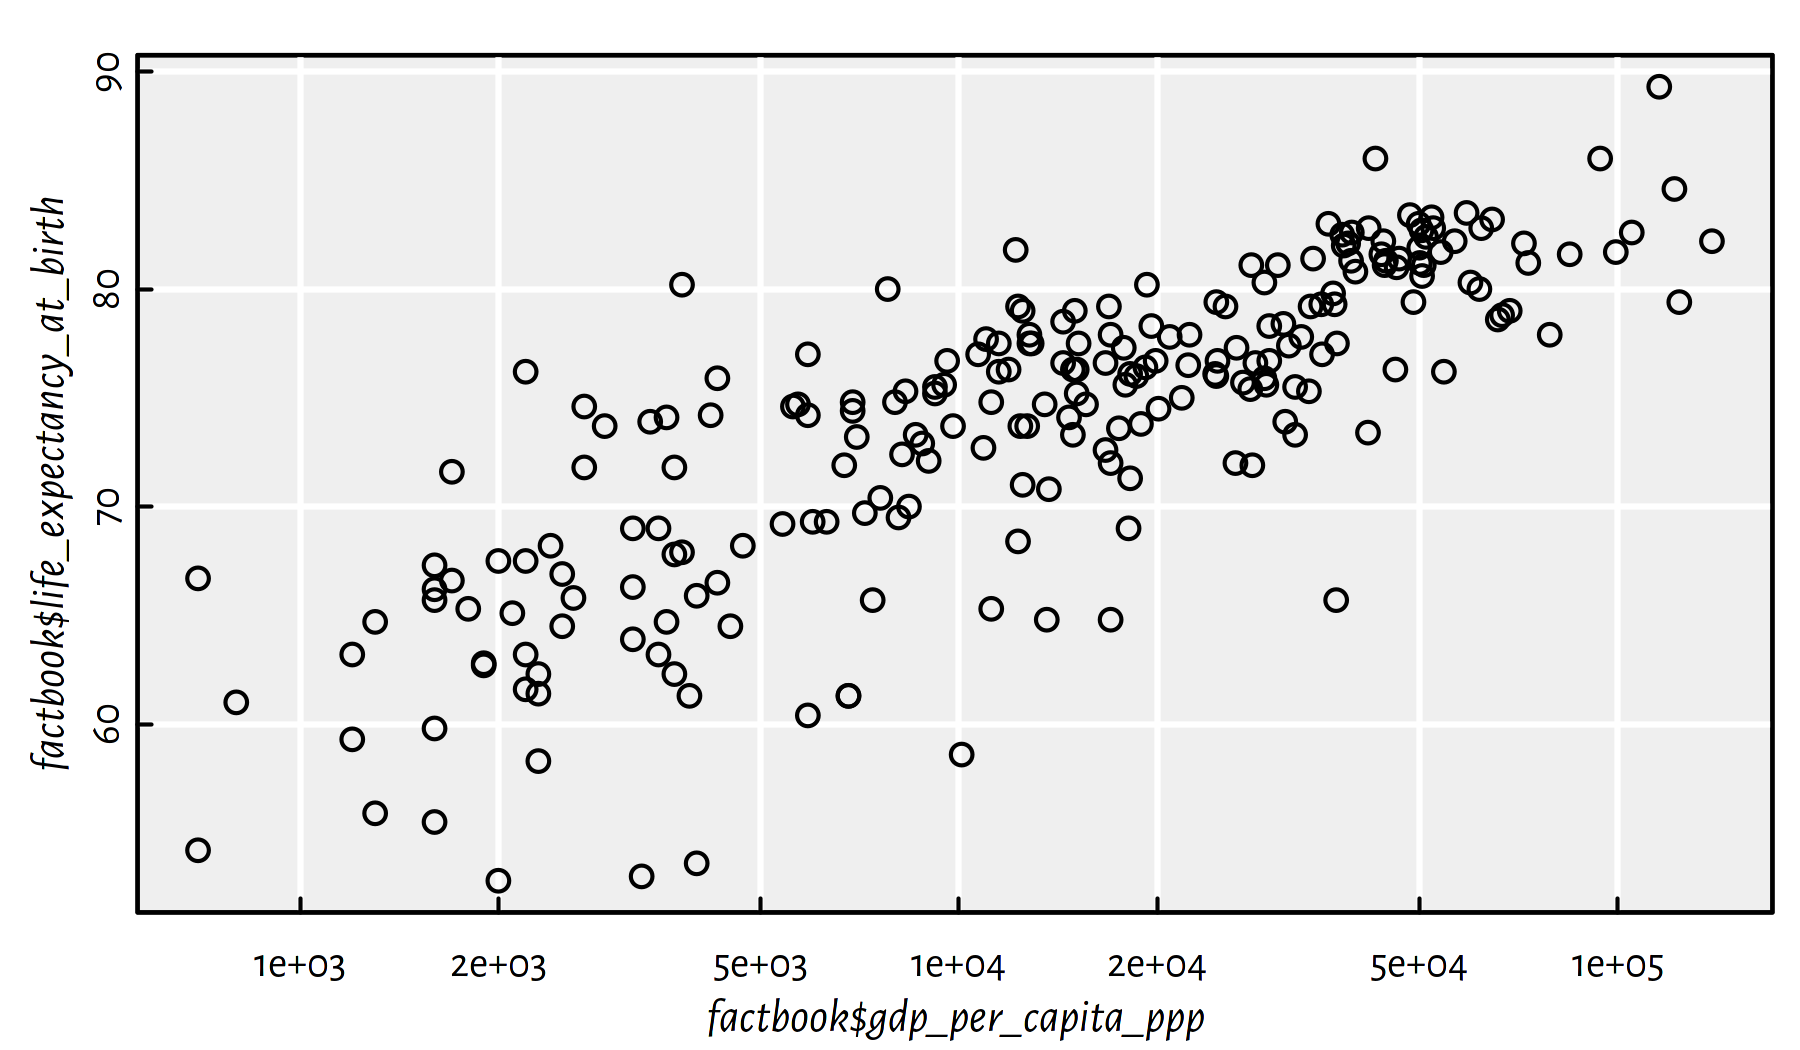 factbook$life_expectancy_at_birth
90
80
70
60
1e+03 2e+03 5e+03 1e+04 2e+04 5e+04 1e+05
factbook$gdp_per_capita_ppp